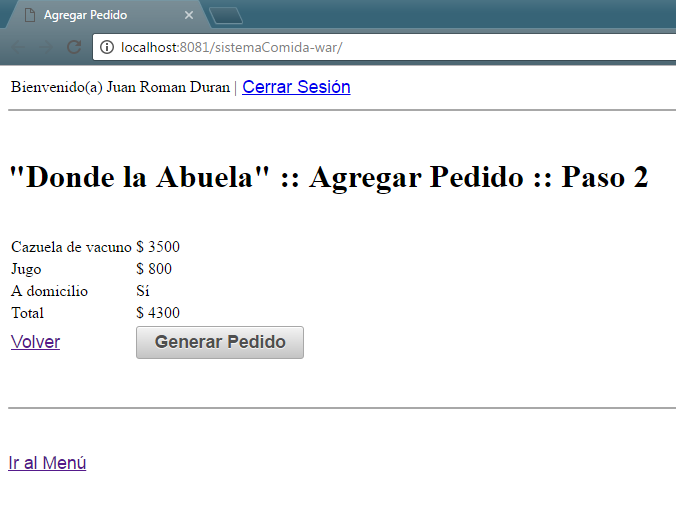 Agregar Pedido
localhost:8081/sistemaComida-war/
Bienvenido(a) Juan Roman Duran | Cerrar Sesión
"Donde la Abuela" :: Agregar Pedido :: Paso 2
Cazuela de vacuno $ 3500
Jugo $ 800
A domicilio Sí
Total $ 4300
Volver Generar Pedido
Ir al Menú